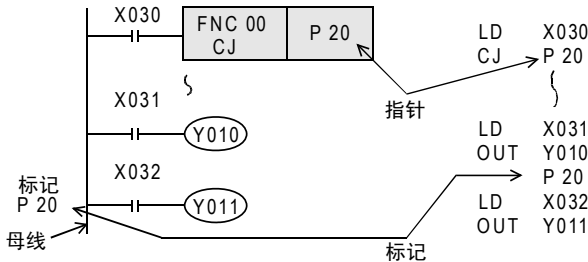 X030
FNC 00
CJ
P 20
X031
Y010
X032
Y011
标记
P 20
母线
指针
标记
LD X030
CJ P 20
LD X031
OUT Y010
P 20
LD X032
OUT Y011